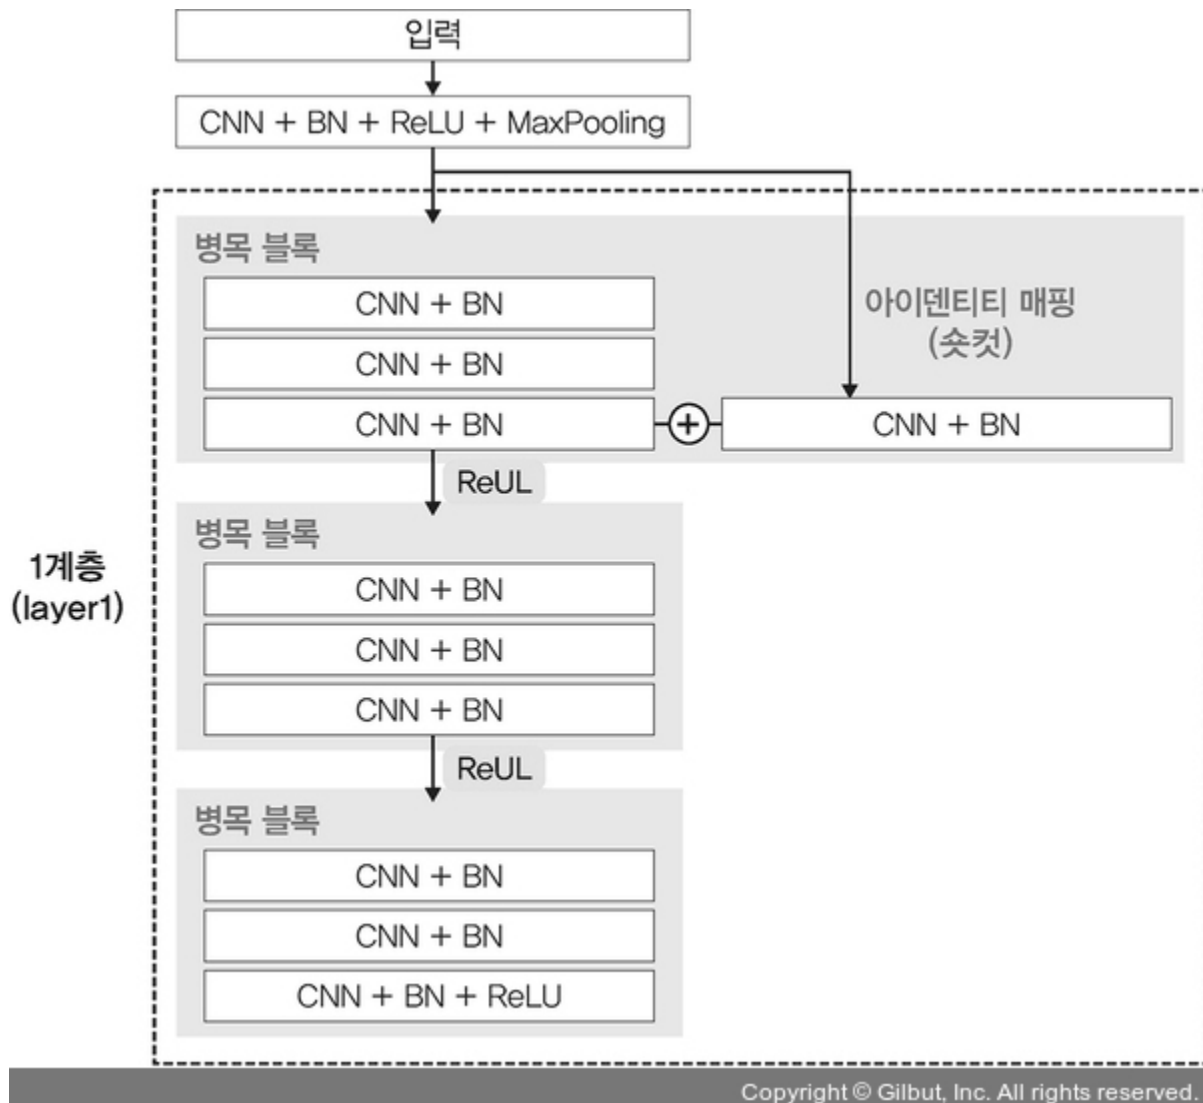 입력
CNN + BN + ReLU + MaxPooling
병목 블록
CNN + BN
CNN + BN
CNN + BN
아이덴티티 매핑
(숏컷)
CNN + BN
ReUL
병목 블록
CNN + BN
CNN + BN
CNN + BN
1계층
(layer1)
ReUL
병목 블록
CNN + BN
CNN + BN
CNN + BN + ReLU
Copyright © Gilbut, Inc. All rights reserved.